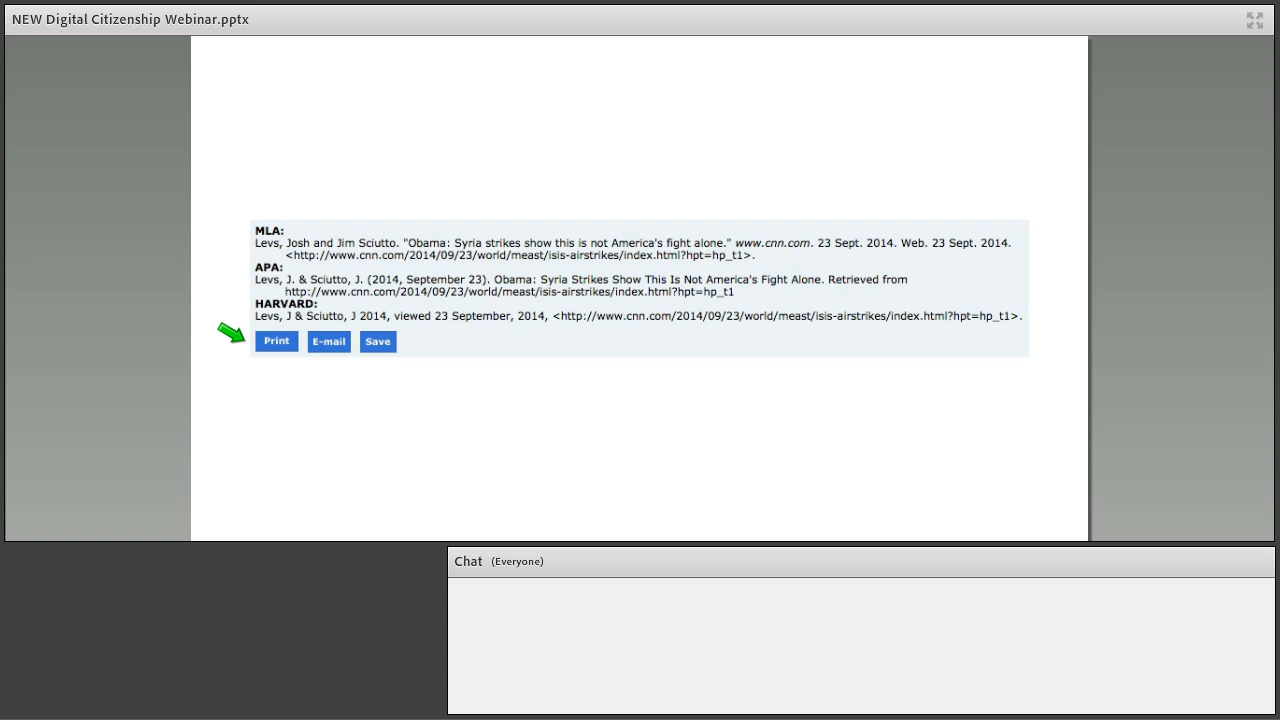 NEW Digital Citizenship Webinar.pptx
MLA:
Levs, Josh and Jim Sciutto. "Obama: Syria strikes show this is not America's fight alone." www.cnn.com. 23 Sept. 2014. Web. 23 Sept. 2014.
<http://www.cnn.com/2014/09/23/world/meast/isis-airstrikes/index.html?hpt=hp_t1>.
APA:
Levs, J. & Sciutto, J. (2014, September 23). Obama: Syria Strikes Show This Is Not America's Fight Alone. Retrieved from
http://www.cnn.com/2014/09/23/world/meast/isis-airstrikes/index.html?hpt=hp_t1
HARVARD:
Levs, J & Sciutto, J 2014, viewed 23 September, 2014, <http://www.cnn.com/2014/09/23/world/meast/isis-airstrikes/index.html?hpt=hp_t1>.
Print E-mail Save
Chat (Everyone)